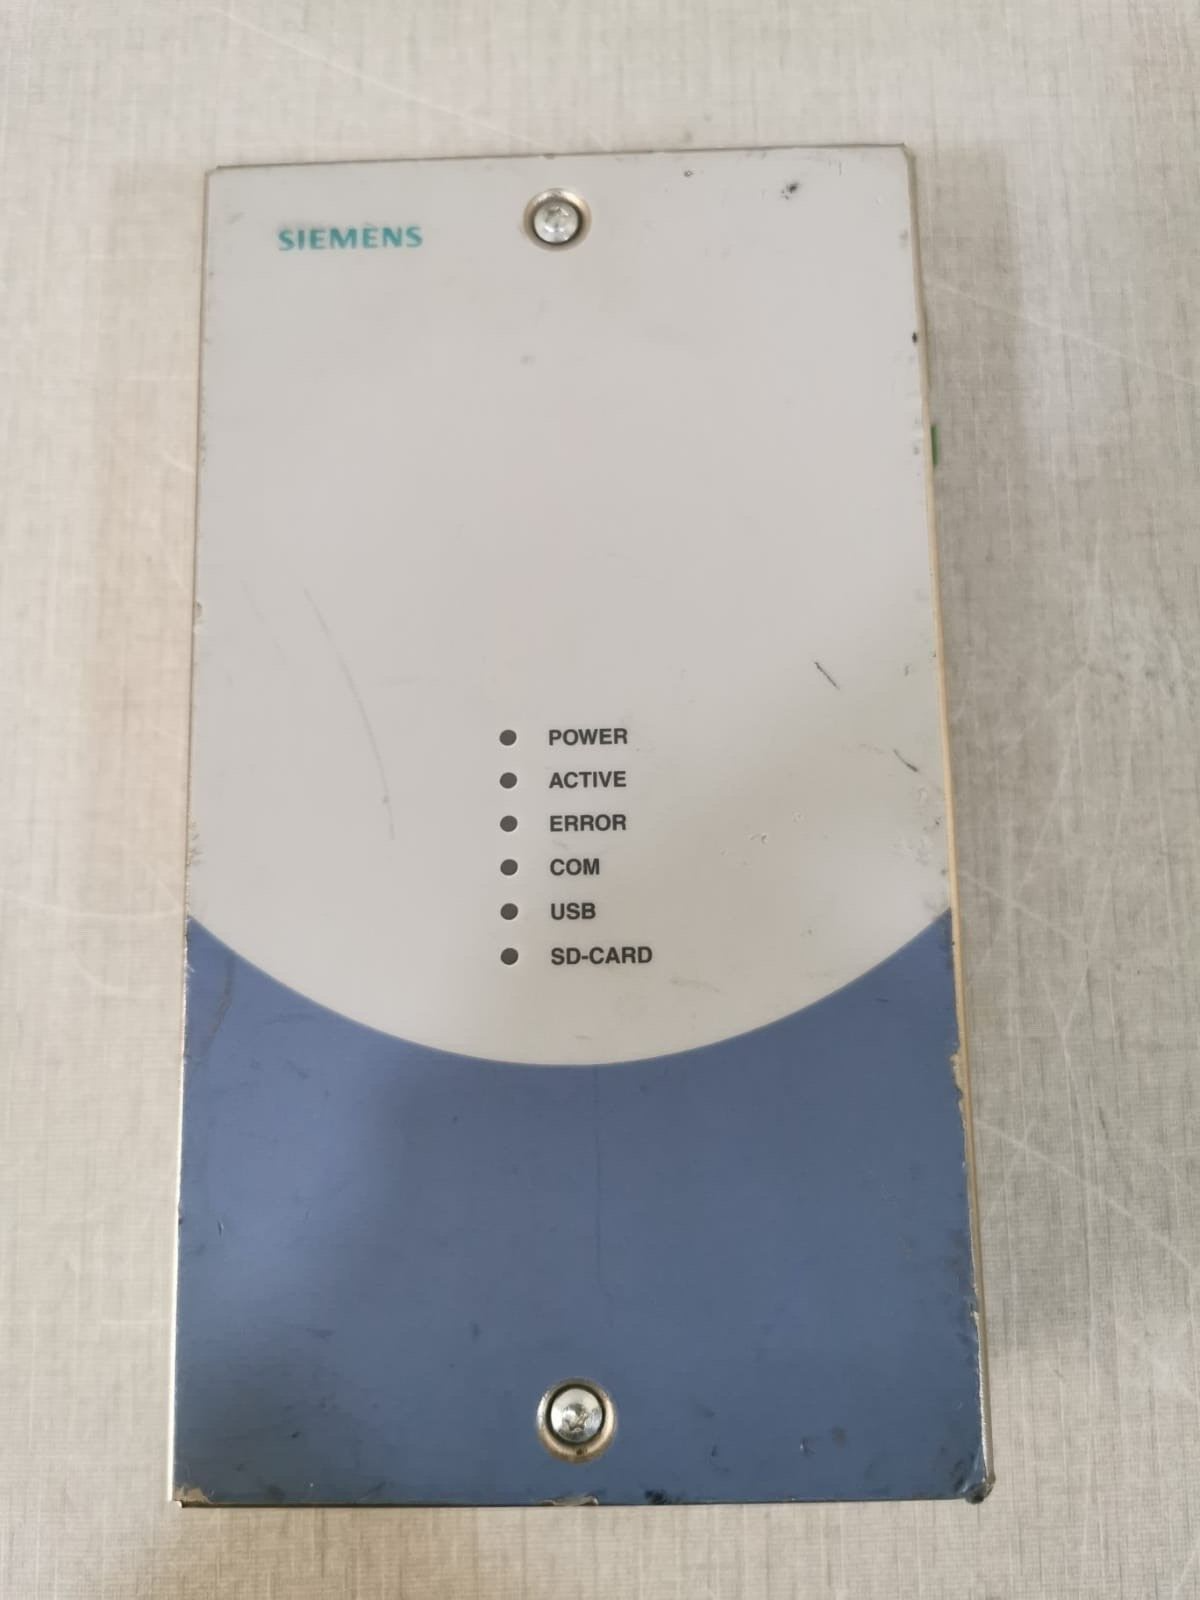 SIEMENS
POWER
ACTIVE
ERROR
COM
USB
SD-CARD